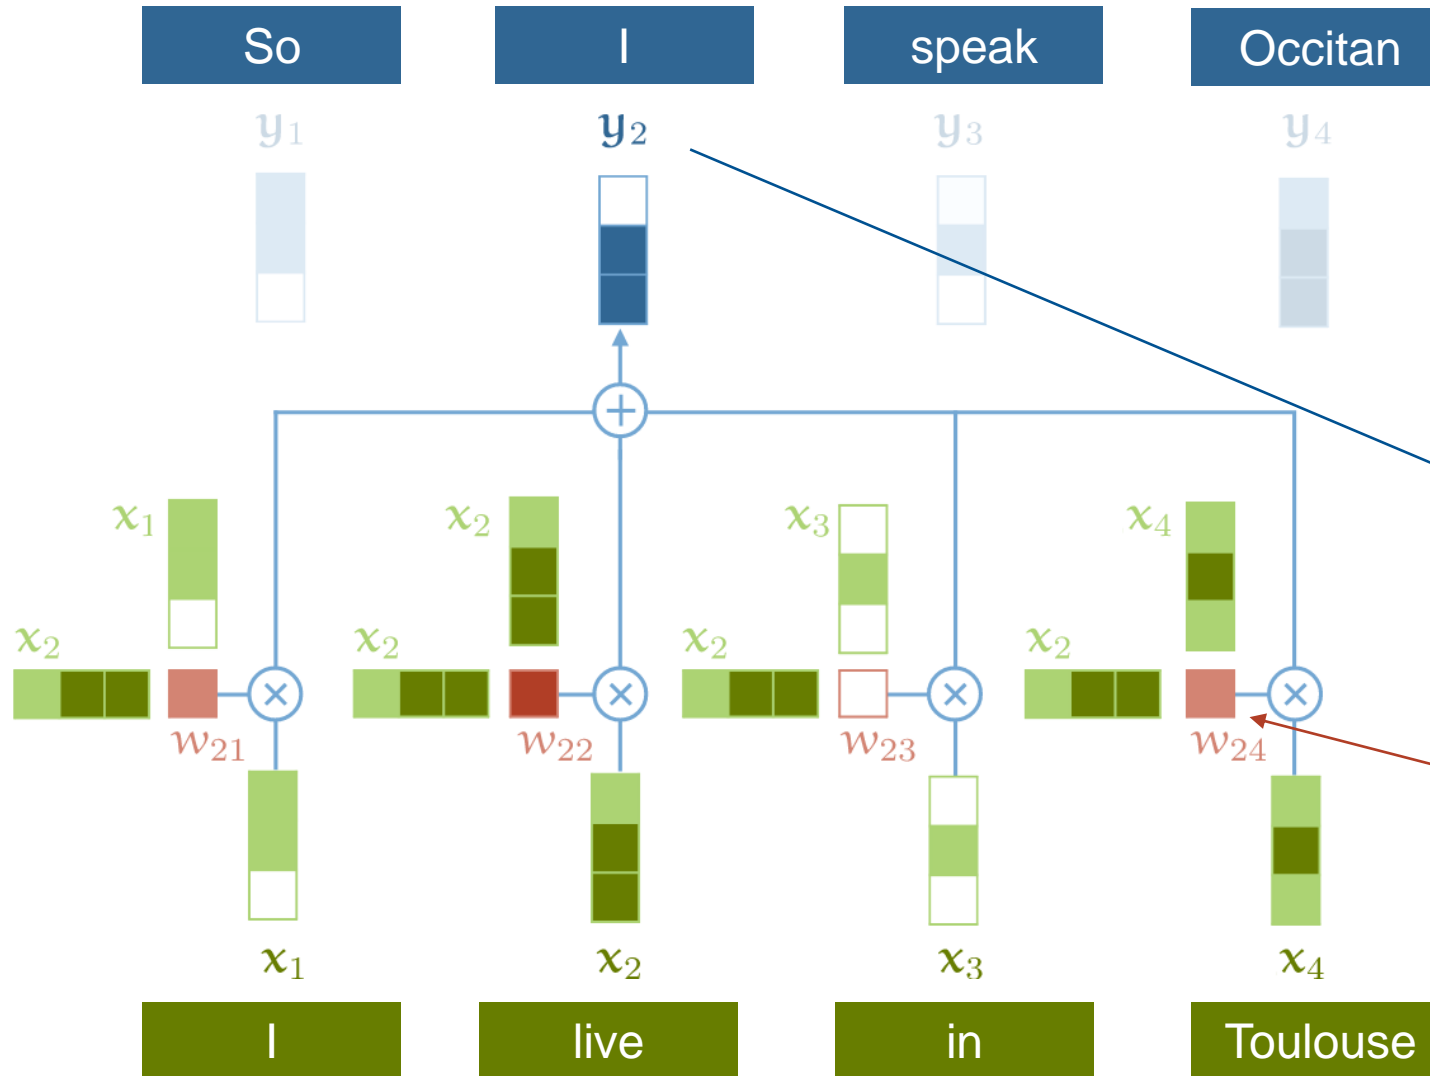 So I speak Occitan
y₁ y₂ y₃ y₄
x₁ x₂ x₃ x₄
x₂ x₂ x₂ x₂
w₂₁ w₂₂ w₂₃ w₂₄
x₁ x₂ x₃ x₄
I live in Toulouse